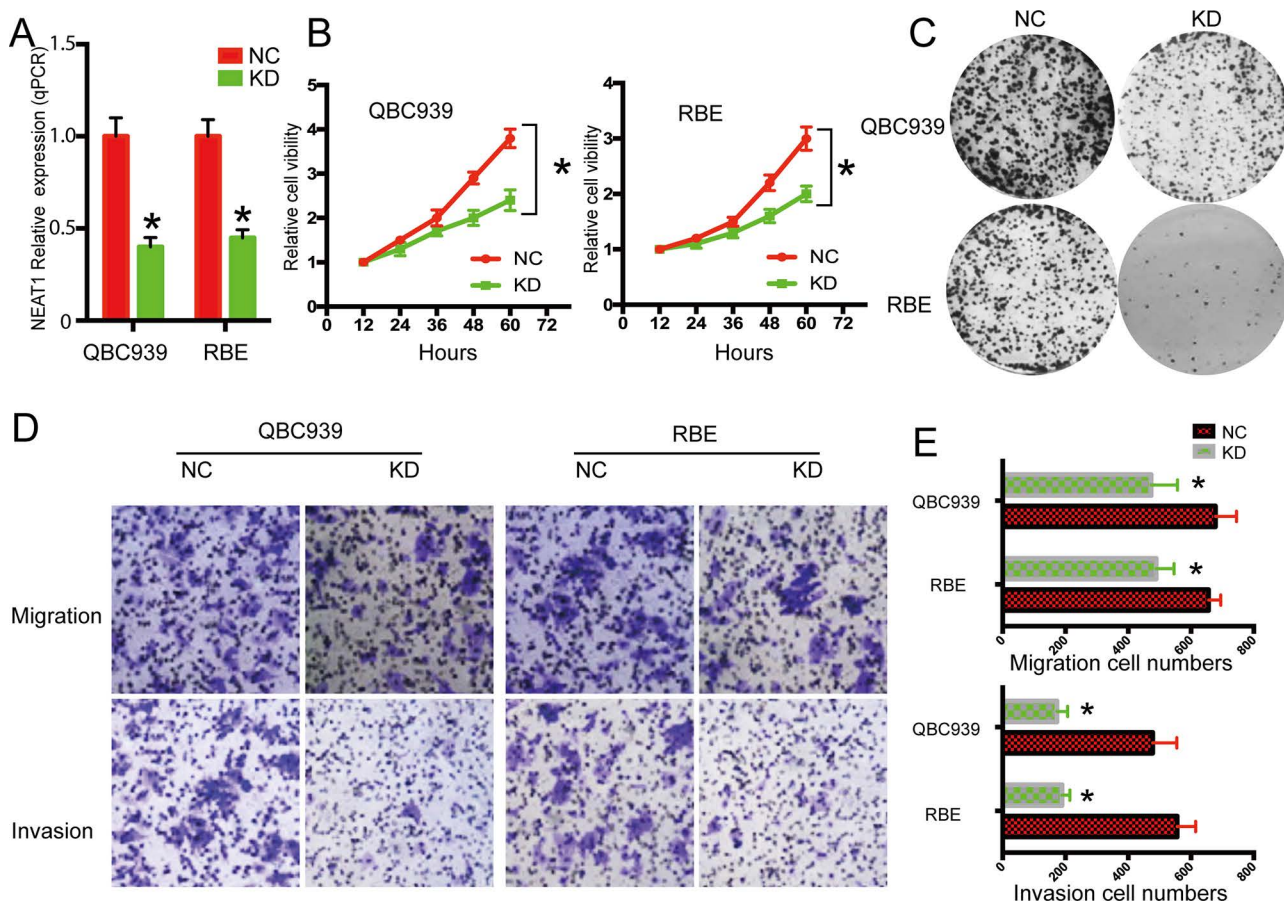 A
NEAT1 Relative expression (qPCR)
1.5
1.0
0.5
0
NC
KD
*
*
QBC939
RBE
B
QBC939
Relative cell vibility
5
4
3
2
1
0
12
24
36
48
60
72
Hours
NC
KD
*
RBE
Relative cell vibility
4
3
2
1
0
0
12
24
36
48
60
72
Hours
NC
KD
*
C
NC
KD
QBC939
RBE
D
QBC939
RBE
NC
KD
NC
KD
Migration
Invasion
E
NC
KD
QBC939
*
RBE
*
0
200
400
600
800
Migration cell numbers
QBC939
*
RBE
*
0
200
400
600
800
Invasion cell numbers